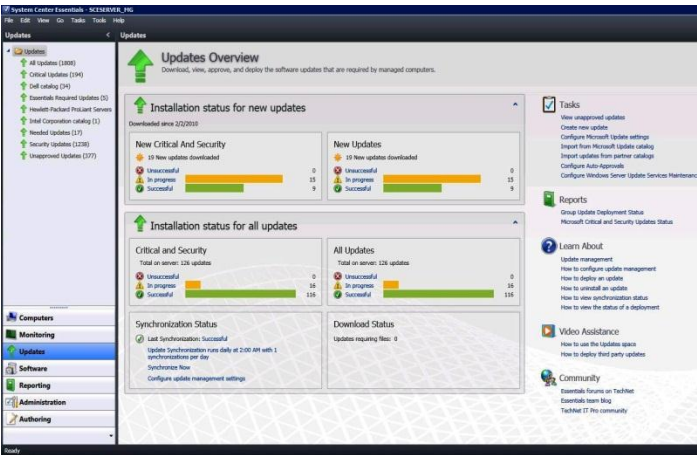 System Center Essentials - SCESERVER_MG
File Edit View Go Tasks Tools Help
Updates <
Updates
Updates
All Updates (1808)
Critical Updates (194)
Dell catalog (34)
Essentials Required Updates (5)
Hewlett-Packard ProLiant Servers
Intel Corporation catalog (1)
Needed Updates (17)
Security Updates (1238)
Unapproved Updates (377)
Computers
Monitoring
Updates
Software
Reporting
Administration
Authoring
Ready
Updates Overview
Download, view, approve, and deploy the software updates that are required by managed computers.
Installation status for new updates
Downloaded since 2/2/2010
New Critical And Security
19 New updates downloaded
Unsuccessful 0
In progress 15
Successful 9
New Updates
19 New updates downloaded
Unsuccessful 0
In progress 15
Successful 9
Installation status for all updates
Critical and Security
Total on server: 126 updates
Unsuccessful 0
In progress 16
Successful 116
All Updates
Total on server: 126 updates
Unsuccessful 0
In progress 16
Successful 116
Synchronization Status
Last Synchronization: Successful
Update Synchronization runs daily at 2:00 AM with 1
synchronizations per day
Synchronize Now
Configure update management settings
Download Status
Updates requiring files: 0
Tasks
View unapproved updates
Create new update
Configure Microsoft Update settings
Import from Microsoft Update catalog
Import updates from partner catalogs
Configure Auto-Approvals
Configure Windows Server Update Services Maintenanc
Reports
Group Update Deployment Status
Microsoft Critical and Security Updates Status
Learn About
Update management
How to configure update management
How to deploy an update
How to uninstall an update
How to view synchronization status
How to view the status of a deployment
Video Assistance
How to use the Updates space
How to deploy third party updates
Community
Essentials forums on TechNet
Essentials team blog
TechNet IT Pro community